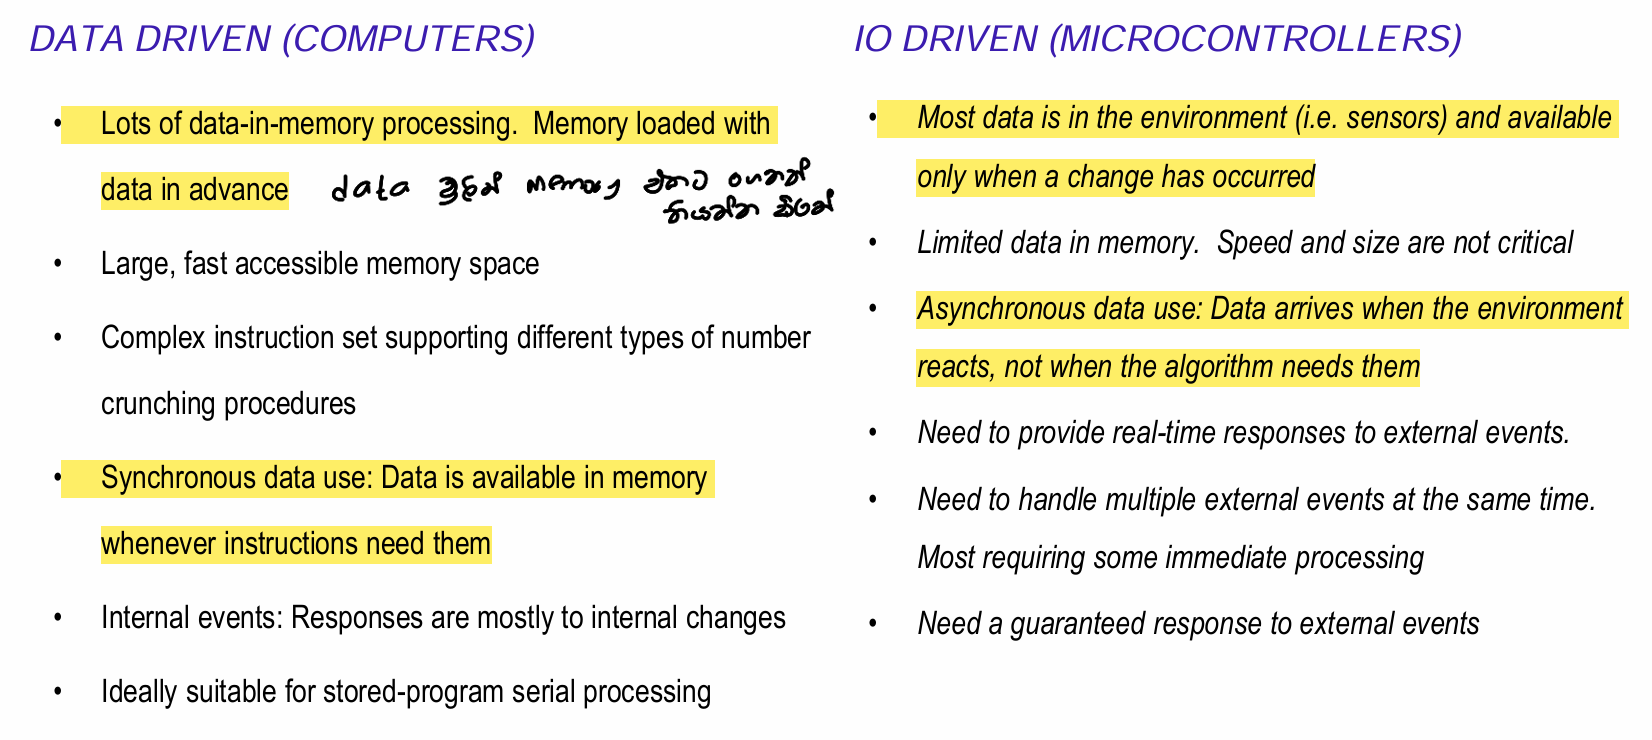 DATA DRIVEN (COMPUTERS)
• Lots of data-in-memory processing.  Memory loaded with
data in advance
data මුලින් memory එකට ගන්න
තියන්න ඕනේ
• Large, fast accessible memory space
• Complex instruction set supporting different types of number
crunching procedures
• Synchronous data use: Data is available in memory
whenever instructions need them
• Internal events: Responses are mostly to internal changes
• Ideally suitable for stored-program serial processing
IO DRIVEN (MICROCONTROLLERS)
• Most data is in the environment (i.e. sensors) and available
only when a change has occurred
• Limited data in memory.  Speed and size are not critical
• Asynchronous data use: Data arrives when the environment
reacts, not when the algorithm needs them
• Need to provide real-time responses to external events.
• Need to handle multiple external events at the same time.
Most requiring some immediate processing
• Need a guaranteed response to external events